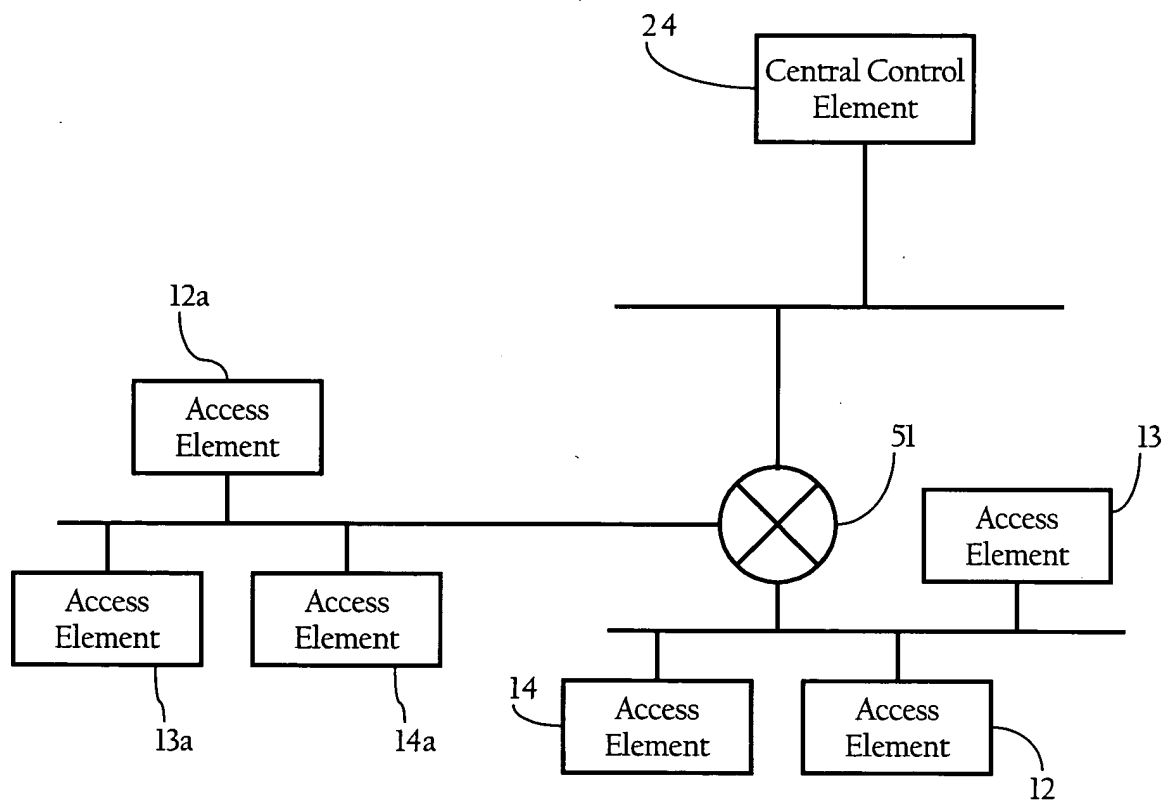 24
Central Control
Element
12a
Access
Element
51
13
Access
Element
Access
Element
Access
Element
13a
14a
14
Access
Element
Access
Element
12